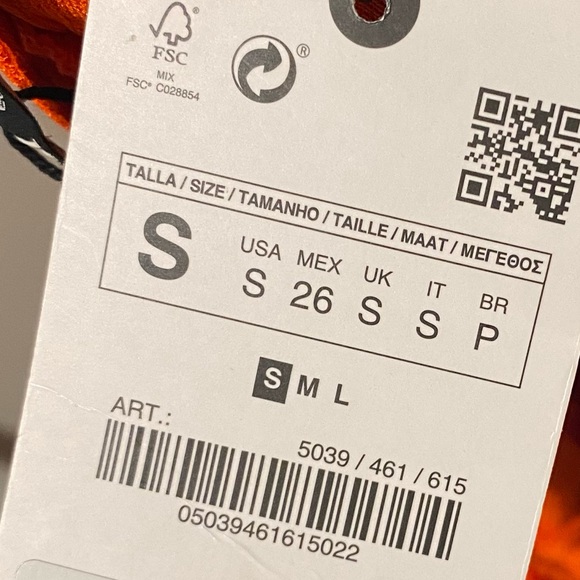 FSC®
MIX
FSC® C028854
®
TALLA / SIZE / TAMANHO / TAILLE / MAAT / ΜΕΓΕΘΟΣ
S
USA MEX UK IT BR
S 26 S S P
S M L
ART.:
5039 / 461 / 615
05039461615022